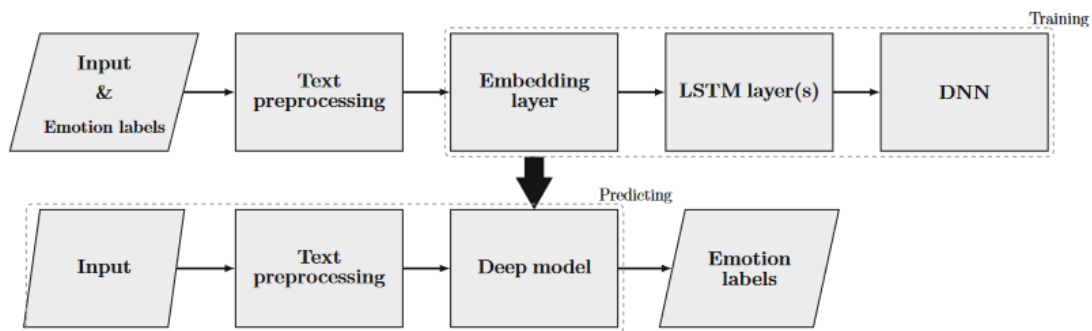 Training
Input
&
Emotion labels
Text
preprocessing
Embedding
layer
LSTM layer(s)
DNN
Predicting
Input
Text
preprocessing
Deep model
Emotion
labels